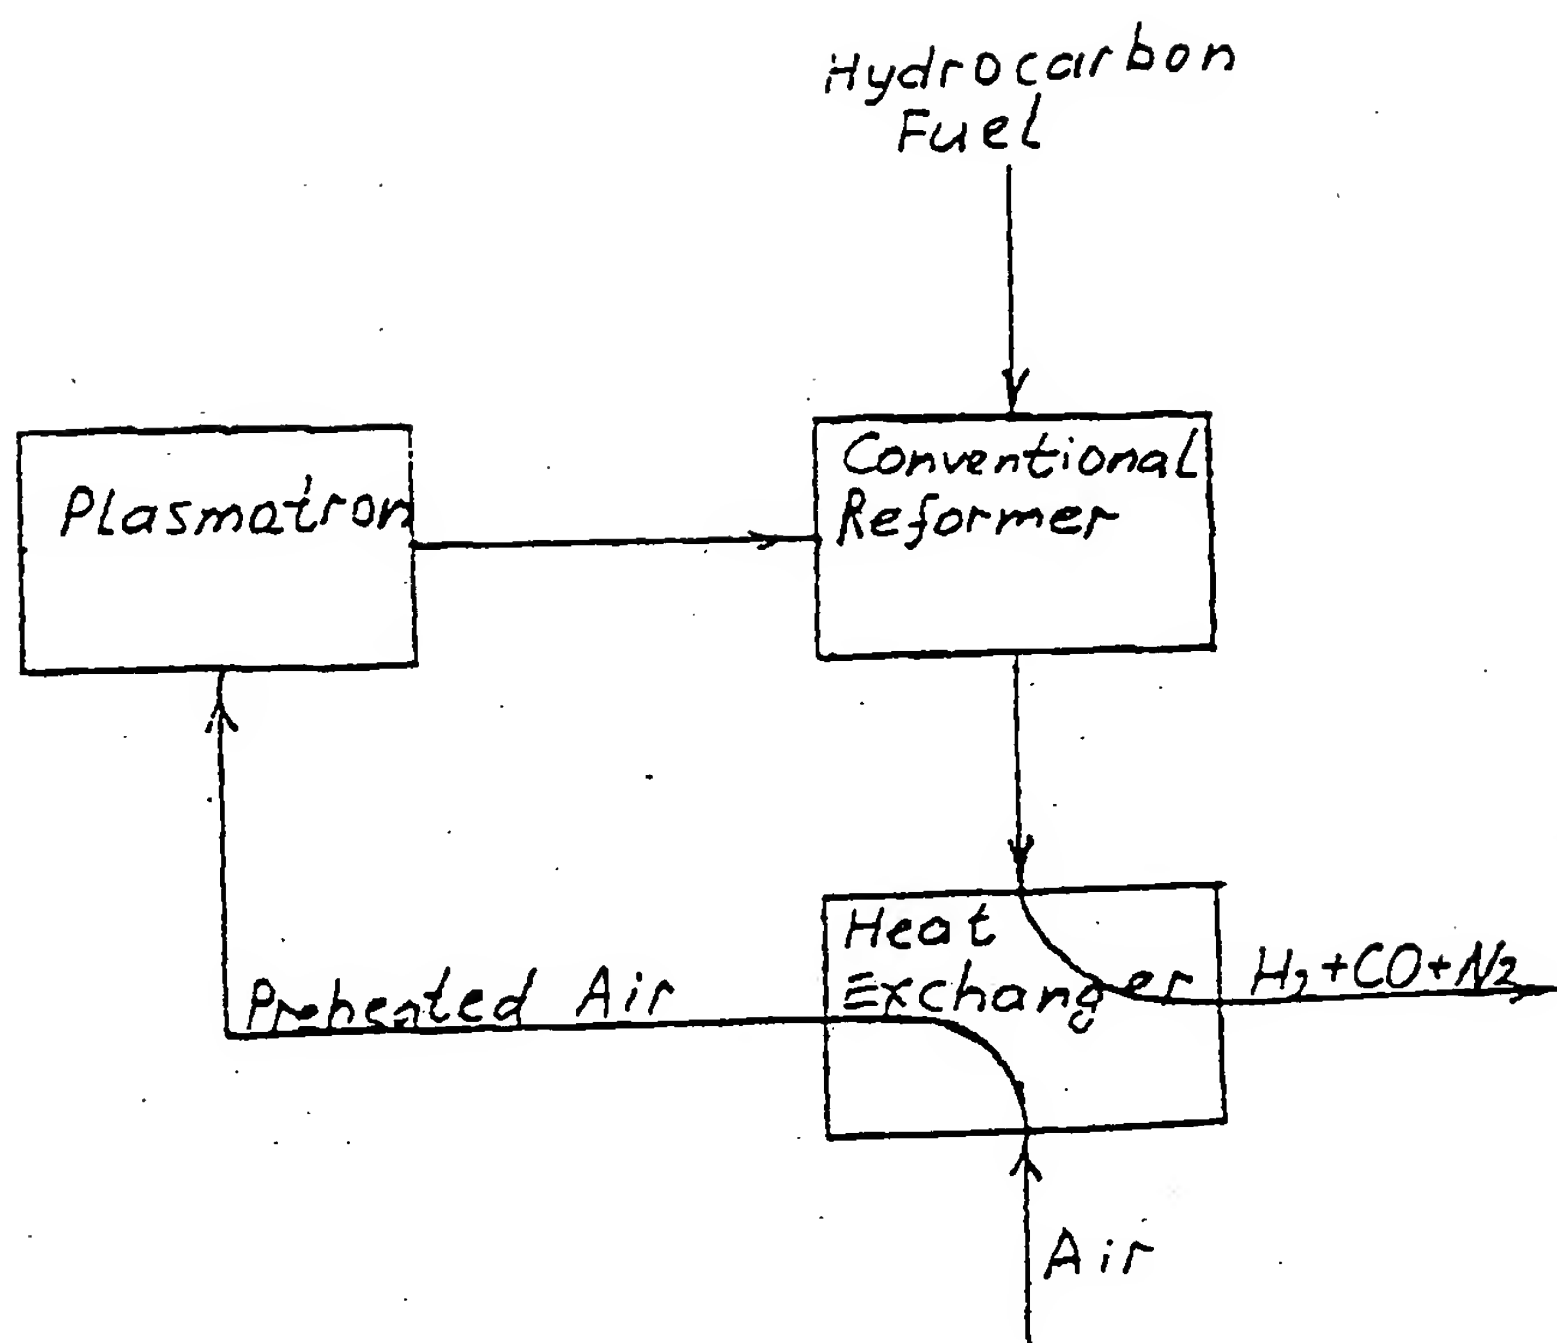 Hydrocarbon
Fuel
Plasmatron
Conventional
Reformer
Heat
Exchanger
H2+CO+N2
Preheated Air
Air